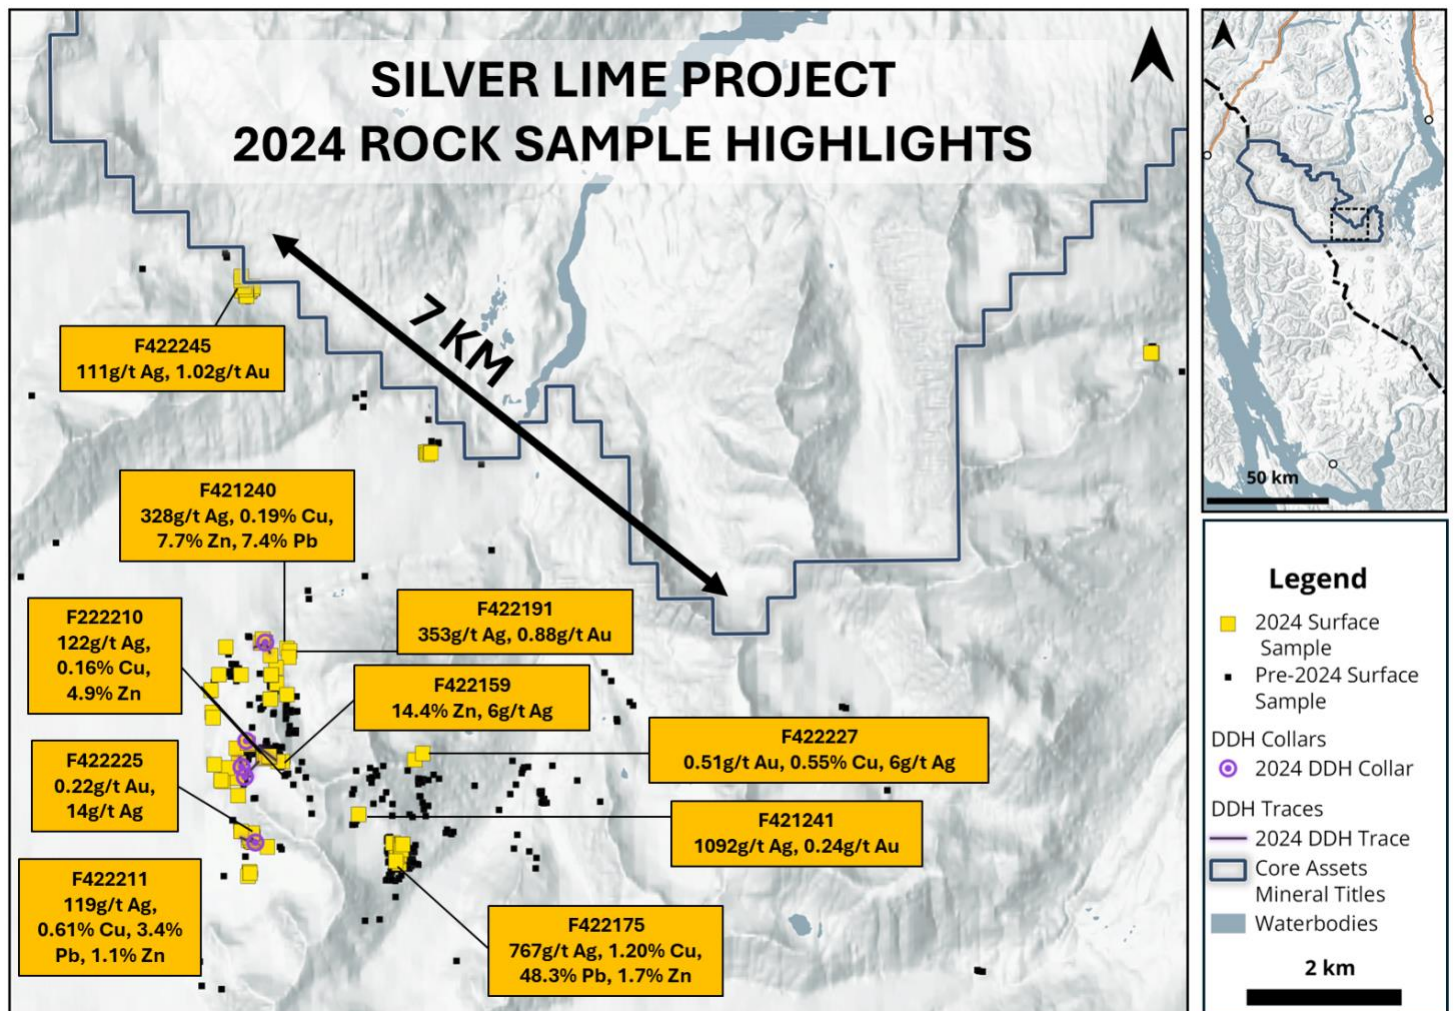 SILVER LIME PROJECT
2024 ROCK SAMPLE HIGHLIGHTS
7 KM
F422245
111g/t Ag, 1.02g/t Au
F421240
328g/t Ag, 0.19% Cu,
7.7% Zn, 7.4% Pb
F222210
122g/t Ag,
0.16% Cu,
4.9% Zn
F422191
353g/t Ag, 0.88g/t Au
F422159
14.4% Zn, 6g/t Ag
F422225
0.22g/t Au,
14g/t Ag
F422227
0.51g/t Au, 0.55% Cu, 6g/t Ag
F421241
1092g/t Ag, 0.24g/t Au
F422211
119g/t Ag,
0.61% Cu, 3.4%
Pb, 1.1% Zn
F422175
767g/t Ag, 1.20% Cu,
48.3% Pb, 1.7% Zn
50 km
Legend
2024 Surface
Sample
Pre-2024 Surface
Sample
DDH Collars
2024 DDH Collar
DDH Traces
2024 DDH Trace
Core Assets
Mineral Titles
Waterbodies
2 km